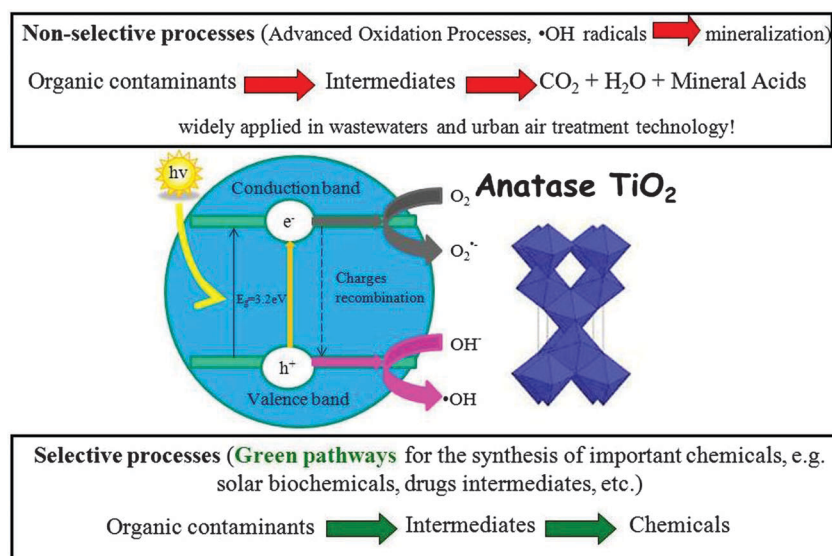 Non-selective processes (Advanced Oxidation Processes, •OH radicals mineralization)
Organic contaminants Intermediates CO₂ + H₂O + Mineral Acids
widely applied in wastewaters and urban air treatment technology!
hν
Conduction band
O₂
Anatase TiO₂
e⁻
O₂•⁻
Charges
recombination
Eg=3.2eV
OH⁻
h⁺
Valence band
•OH
Selective processes (Green pathways for the synthesis of important chemicals, e.g.
solar biochemicals, drugs intermediates, etc.)
Organic contaminants Intermediates Chemicals